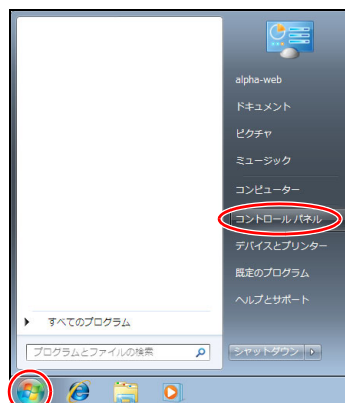 alpha-web
ドキュメント
ピクチャ
ミュージック
コンピューター
コントロール パネル
デバイスとプリンター
既定のプログラム
ヘルプとサポート
すべてのプログラム
プログラムとファイルの検索
シャットダウン